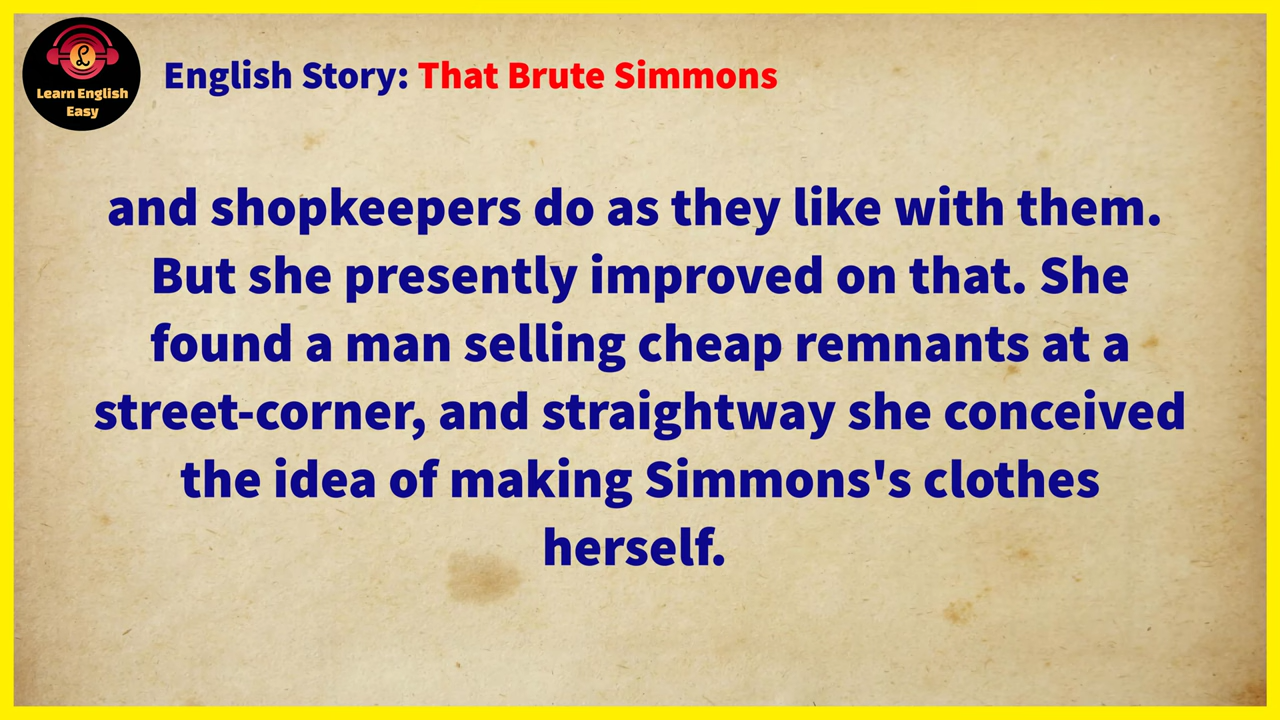 Learn English
Easy
English Story: That Brute Simmons
and shopkeepers do as they like with them.
But she presently improved on that. She
found a man selling cheap remnants at a
street-corner, and straightway she conceived
the idea of making Simmons's clothes
herself.